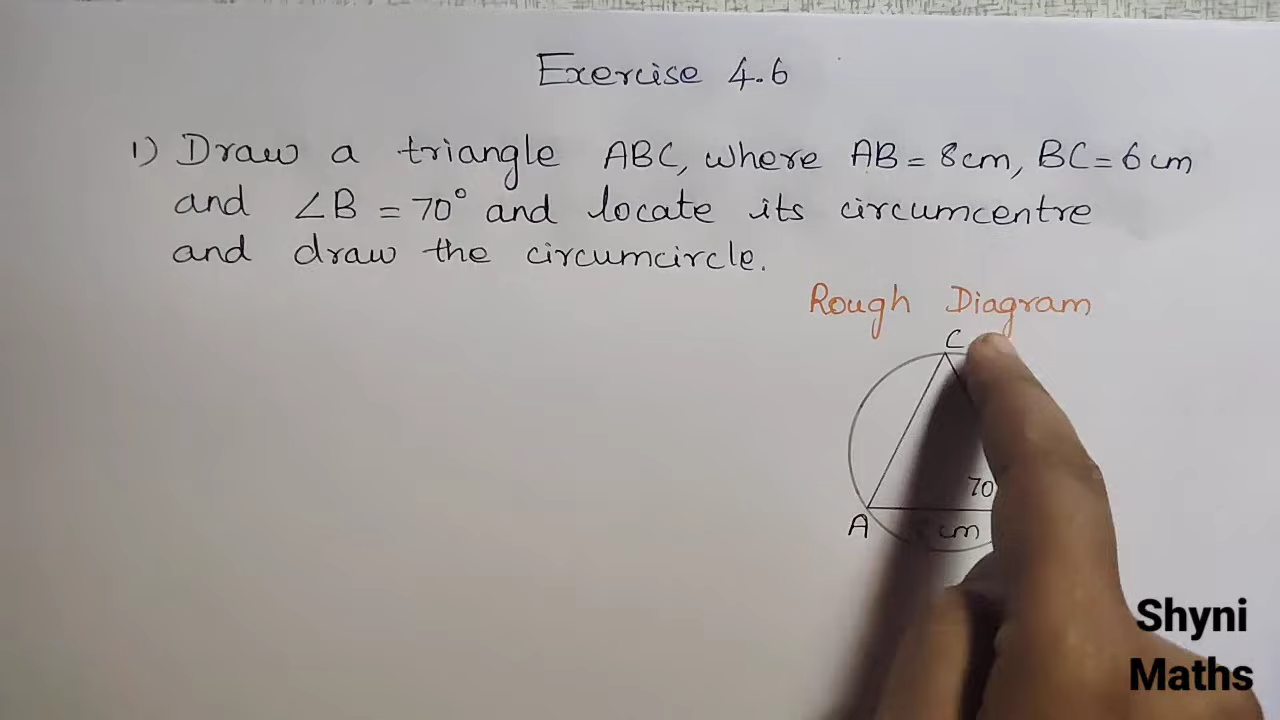 Exercise 4.6
1) Draw a triangle ABC, where AB = 8cm, BC = 6cm
and ∠B = 70° and locate its circumcentre
and draw the circumcircle.
Rough Diagram
C
70
A
cm
Shyni
Maths